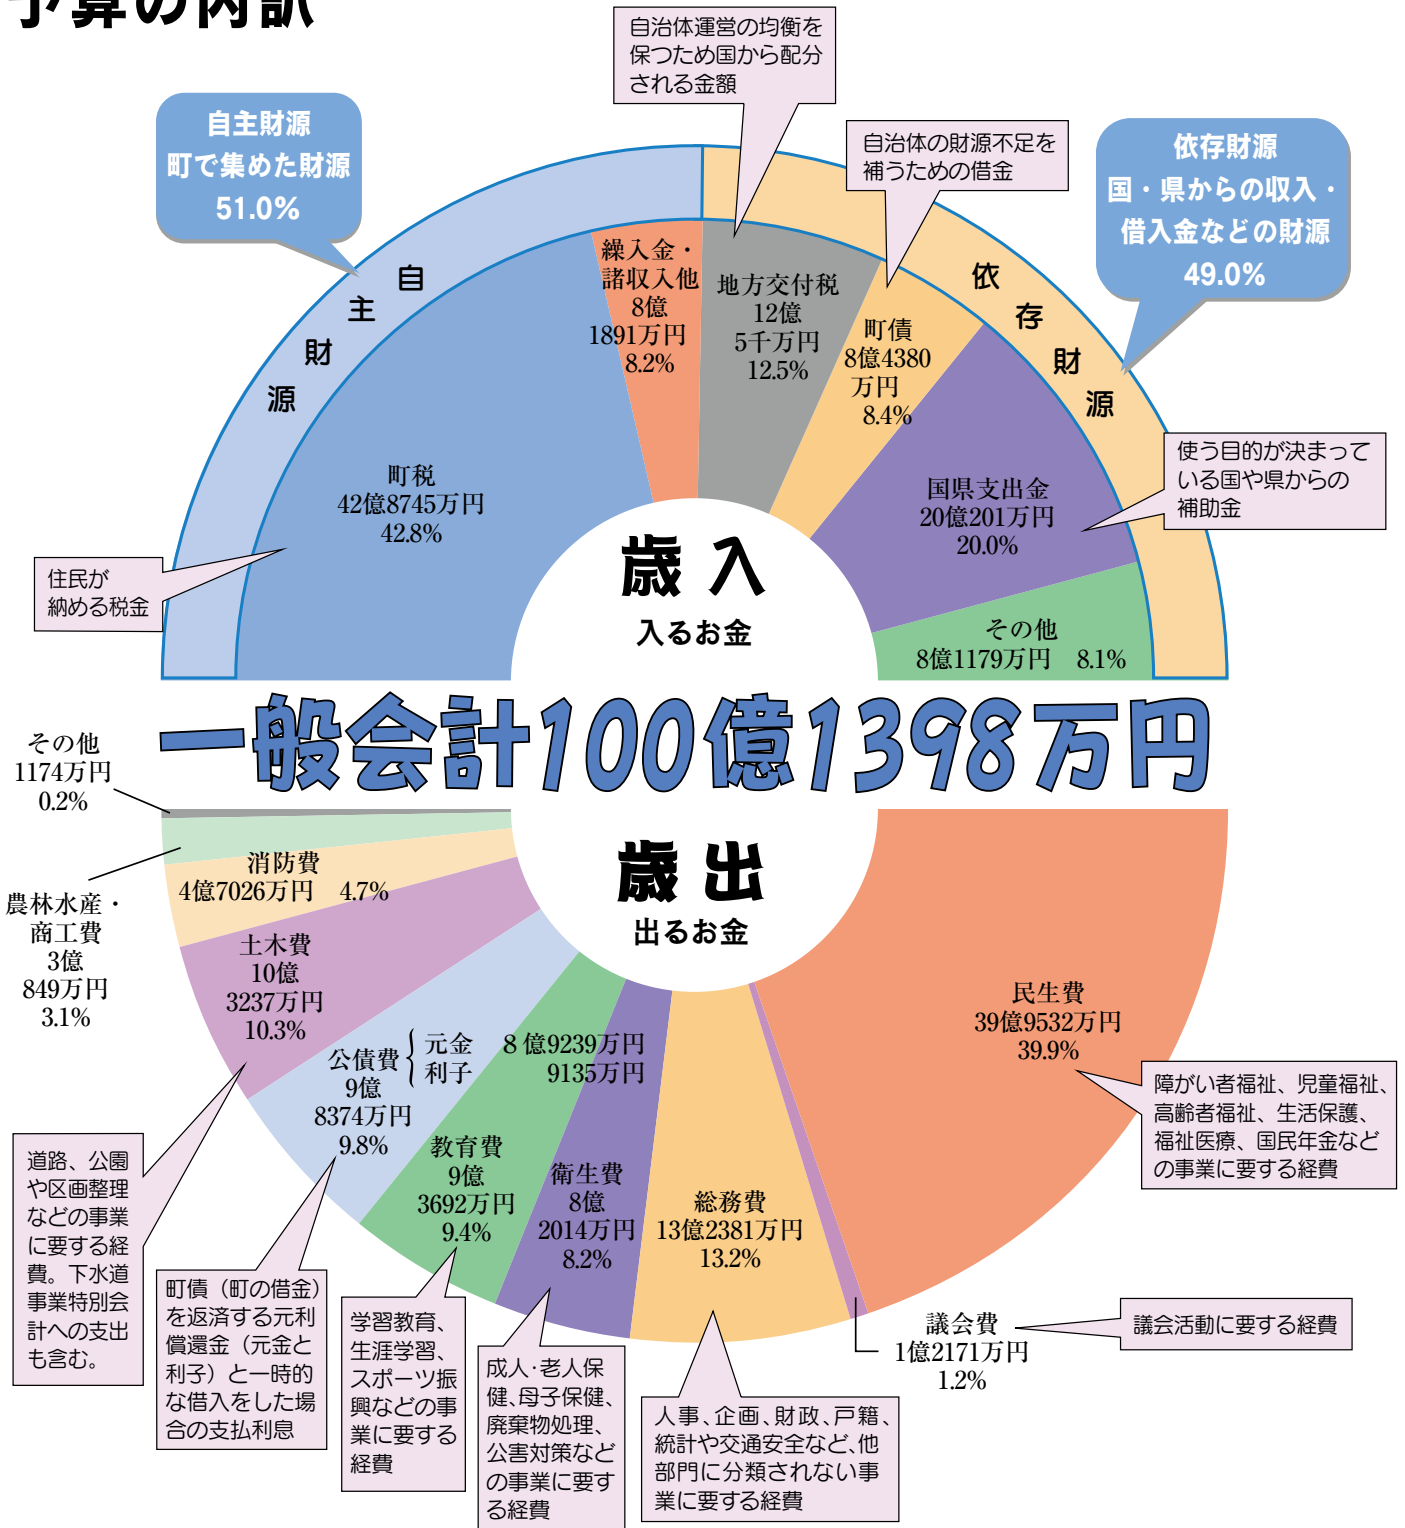 予算の内訳
自治体運営の均衡を
保つため国から配分
される金額
自主財源
町で集めた財源
51.0%
自治体の財源不足を
補うための借金
依存財源
国・県からの収入・
借入金などの財源
49.0%
自主財源
依存財源
繰入金・
諸収入他
8億
1891万円
8.2%
地方交付税
12億
5千万円
12.5%
町債
8億4380
万円
8.4%
町税
42億8745万円
42.8%
国県支出金
20億201万円
20.0%
使う目的が決まって
いる国や県からの
補助金
住民が
納める税金
歳入
入るお金
その他
8億1179万円 8.1%
一般会計100億1398万円
その他
1174万円
0.2%
歳出
出るお金
消防費
4億7026万円 4.7%
農林水産・
商工費
3億
849万円
3.1%
土木費
10億
3237万円
10.3%
公債費
9億
8374万円
9.8%
元金 8億9239万円
利子 9135万円
教育費
9億
3692万円
9.4%
衛生費
8億
2014万円
8.2%
総務費
13億2381万円
13.2%
民生費
39億9532万円
39.9%
障がい者福祉、児童福祉、
高齢者福祉、生活保護、
福祉医療、国民年金など
の事業に要する経費
議会費
1億2171万円
1.2%
議会活動に要する経費
道路、公園
や区画整理
などの事業
に要する経
費。下水道
事業特別会
計への支出
も含む。
町債（町の借金）
を返済する元利
償還金（元金と
利子）と一時的
な借入をした場
合の支払利息
学習教育、
生涯学習、
スポーツ振
興などの事
業に要する
経費
成人・老人保
健、母子保健、
廃棄物処理、
公害対策など
の事業に要す
る経費
人事、企画、財政、戸籍、
統計や交通安全など、他
部門に分類されない事
業に要する経費